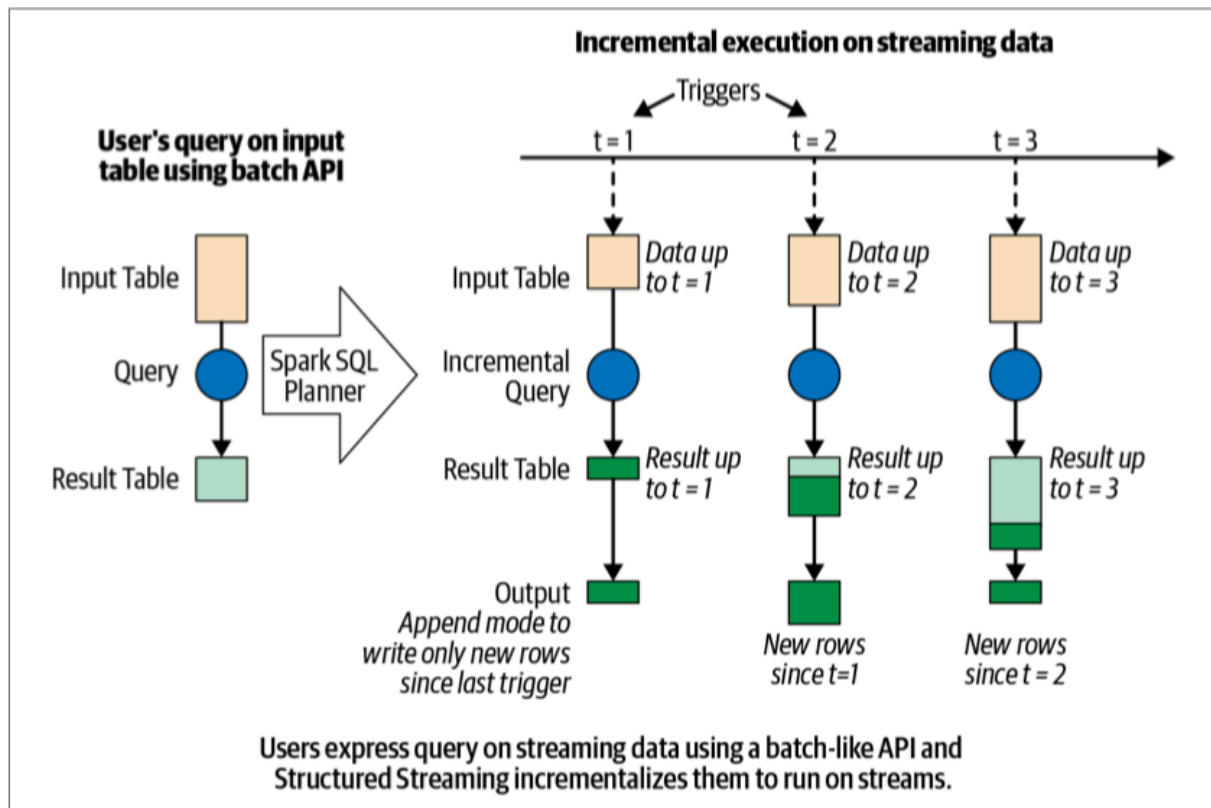 Incremental execution on streaming data
Triggers
User's query on input
table using batch API
t = 1
t = 2
t = 3
Input Table
Query
Result Table
Spark SQL
Planner
Input Table
Data up
to t = 1
Data up
to t = 2
Data up
to t = 3
Incremental
Query
Result Table
Result up
to t = 1
Result up
to t = 2
Result up
to t = 3
Output
Append mode to
write only new rows
since last trigger
New rows
since t=1
New rows
since t = 2
Users express query on streaming data using a batch-like API and
Structured Streaming incrementalizes them to run on streams.